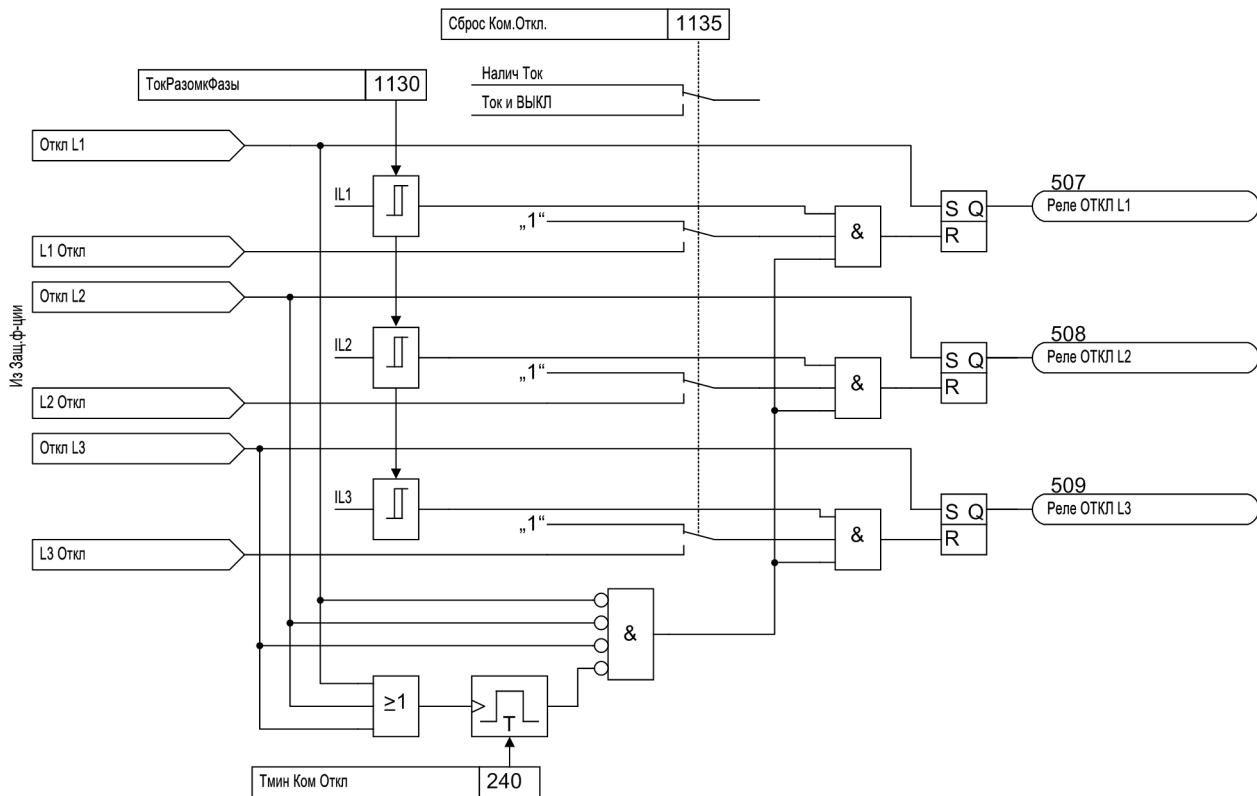 Сброс Ком.Откл. 1135
Налич Ток
ТокРазомкФазы 1130
Ток и ВЫКЛ
Откл L1
IL1
„1“
&
S Q
R
507
Реле ОТКЛ L1
L1 Откл
Откл L2
Из Защ.ф-ции
IL2
„1“
&
S Q
R
508
Реле ОТКЛ L2
L2 Откл
Откл L3
IL3
„1“
&
S Q
R
509
Реле ОТКЛ L3
L3 Откл
&
≥1
T
Tмин Ком Откл 240